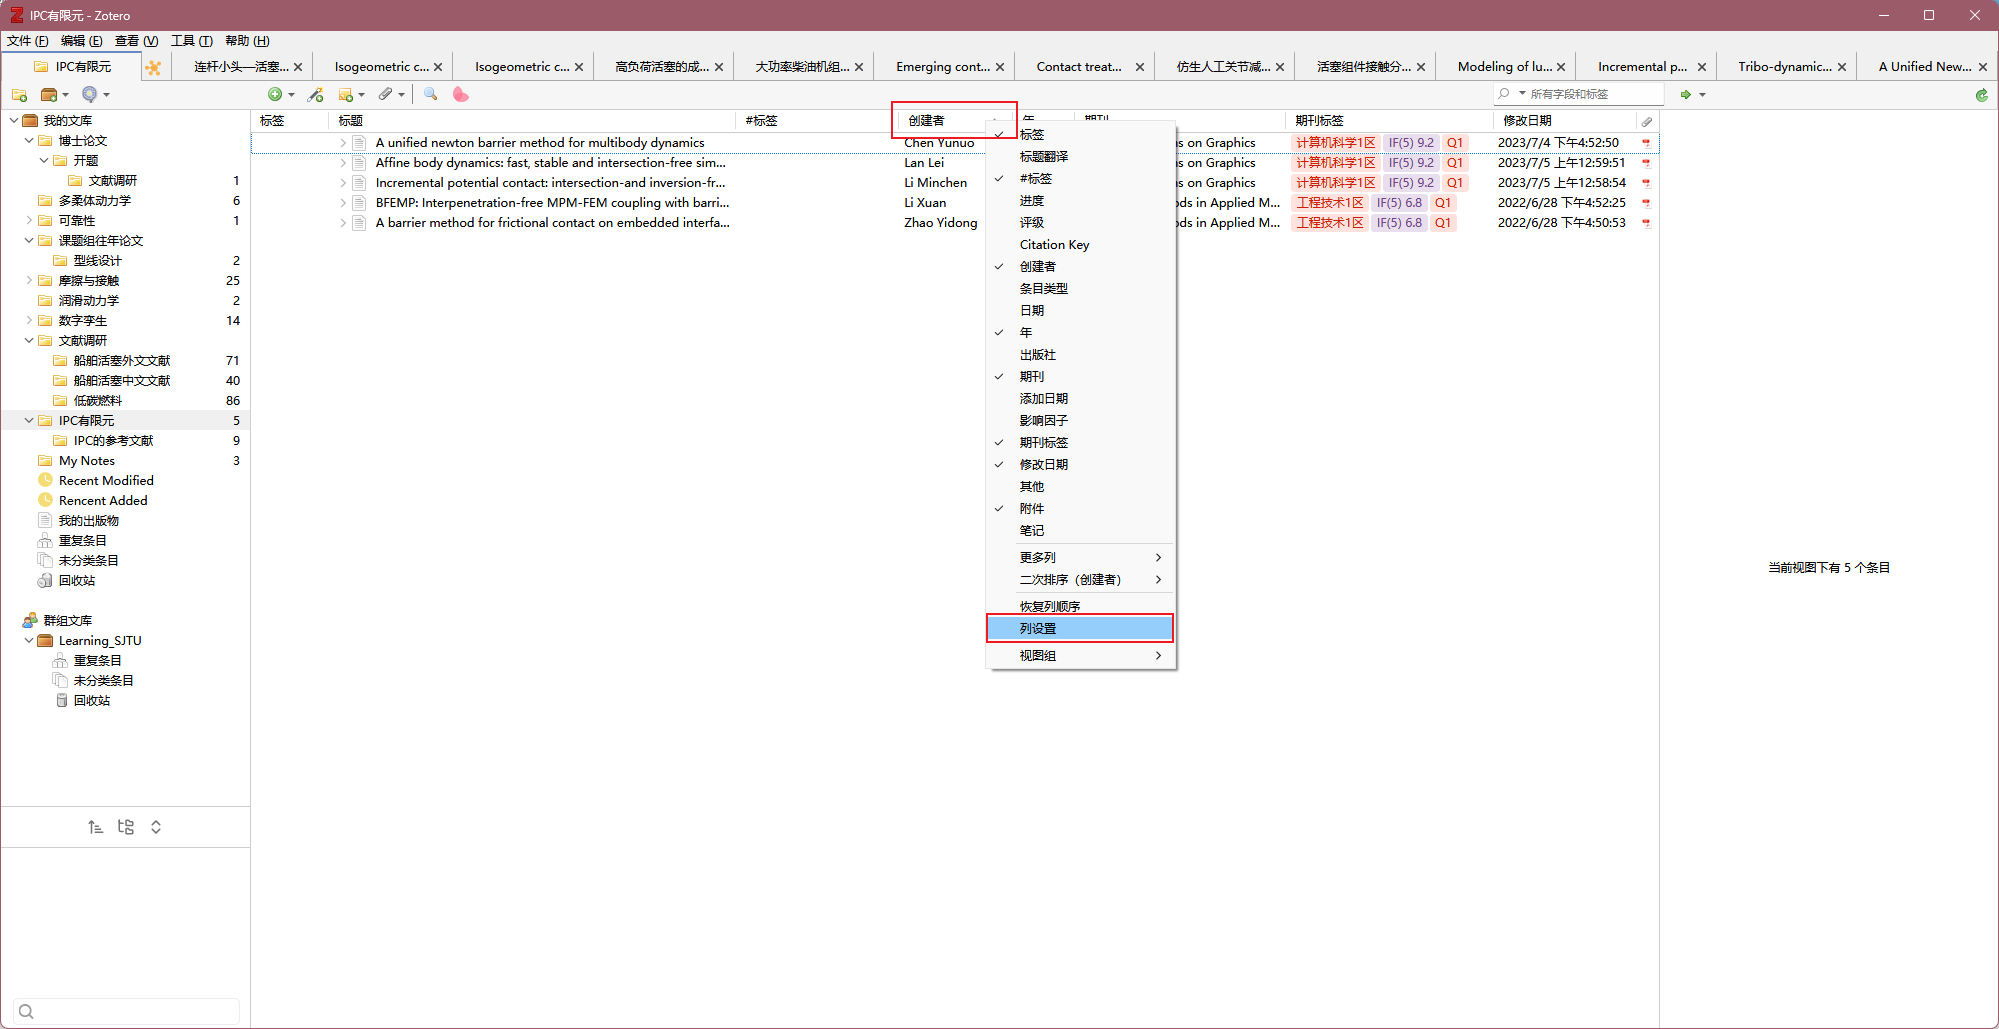 IPC有限元 - Zotero
文件 (F) 编辑 (E) 查看 (V) 工具 (T) 帮助 (H)
IPC有限元 连杆小头—活塞... Isogeometric c... Isogeometric c... 高负荷活塞的成... 大功率柴油机组... Emerging cont... Contact treat... 仿生人工关节减... 活塞组件接触分... Modeling of lu... Incremental p... Tribo-dynamic... A Unified New...
所有字段和标签
我的文库
博士论文
开题
文献调研 1
多柔体动力学 6
可靠性 1
课题组往年论文
型线设计 2
摩擦与接触 25
润滑动力学 2
数字孪生 14
文献调研
船舶活塞外文文献 71
船舶活塞中文文献 40
低碳燃料 86
IPC有限元 5
IPC的参考文献 9
My Notes 3
Recent Modified
Rencent Added
我的出版物
重复条目
未分类条目
回收站
群组文库
Learning_SJTU
重复条目
未分类条目
回收站
标签 标题 #标签 创建者 年 期刊 期刊标签 修改日期
A unified newton barrier method for multibody dynamics Chen Yunuo s on Graphics 计算机科学1区 IF(5) 9.2 Q1 2023/7/4 下午4:52:50
Affine body dynamics: fast, stable and intersection-free sim... Lan Lei s on Graphics 计算机科学1区 IF(5) 9.2 Q1 2023/7/5 上午12:59:51
Incremental potential contact: intersection-and inversion-fr... Li Minchen s on Graphics 计算机科学1区 IF(5) 9.2 Q1 2023/7/5 上午12:58:54
BFEMP: Interpenetration-free MPM-FEM coupling with barri... Li Xuan ds in Applied M... 工程技术1区 IF(5) 6.8 Q1 2022/6/28 下午4:52:25
A barrier method for frictional contact on embedded interfa... Zhao Yidong ds in Applied M... 工程技术1区 IF(5) 6.8 Q1 2022/6/28 下午4:50:53
标签
标题翻译
#标签
进度
评级
Citation Key
创建者
条目类型
日期
年
出版社
期刊
添加日期
影响因子
期刊标签
修改日期
其他
附件
笔记
更多列
二次排序（创建者）
恢复列顺序
列设置
视图组
当前视图下有 5 个条目